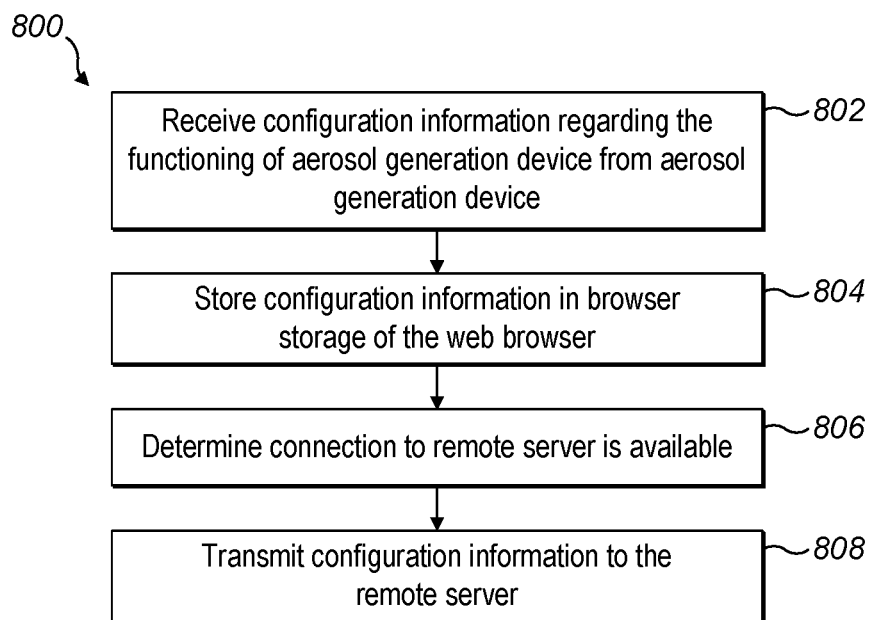 800
Receive configuration information regarding the
functioning of aerosol generation device from aerosol
generation device
802
Store configuration information in browser
storage of the web browser
804
Determine connection to remote server is available
806
Transmit configuration information to the
remote server
808